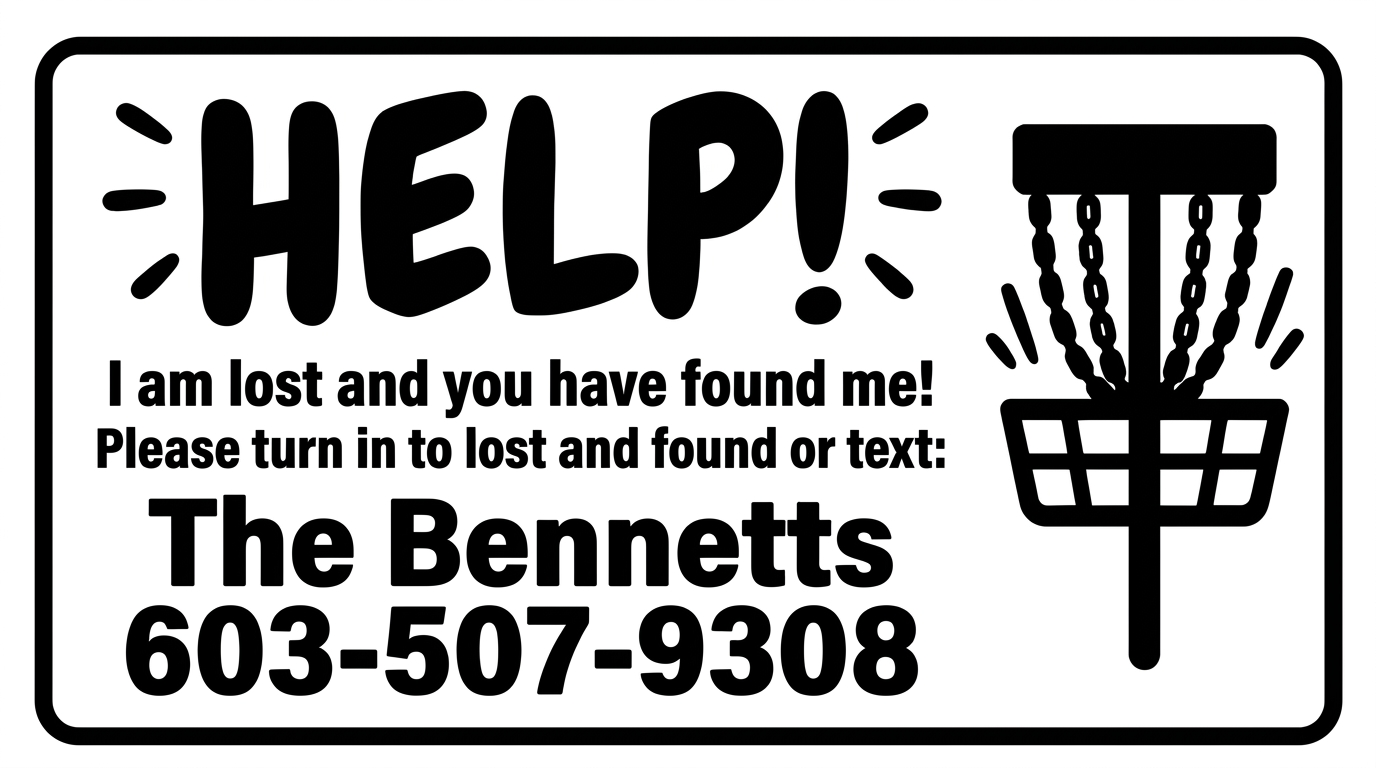 HELP!
I am lost and you have found me!
Please turn in to lost and found or text:
The Bennetts
603-507-9308